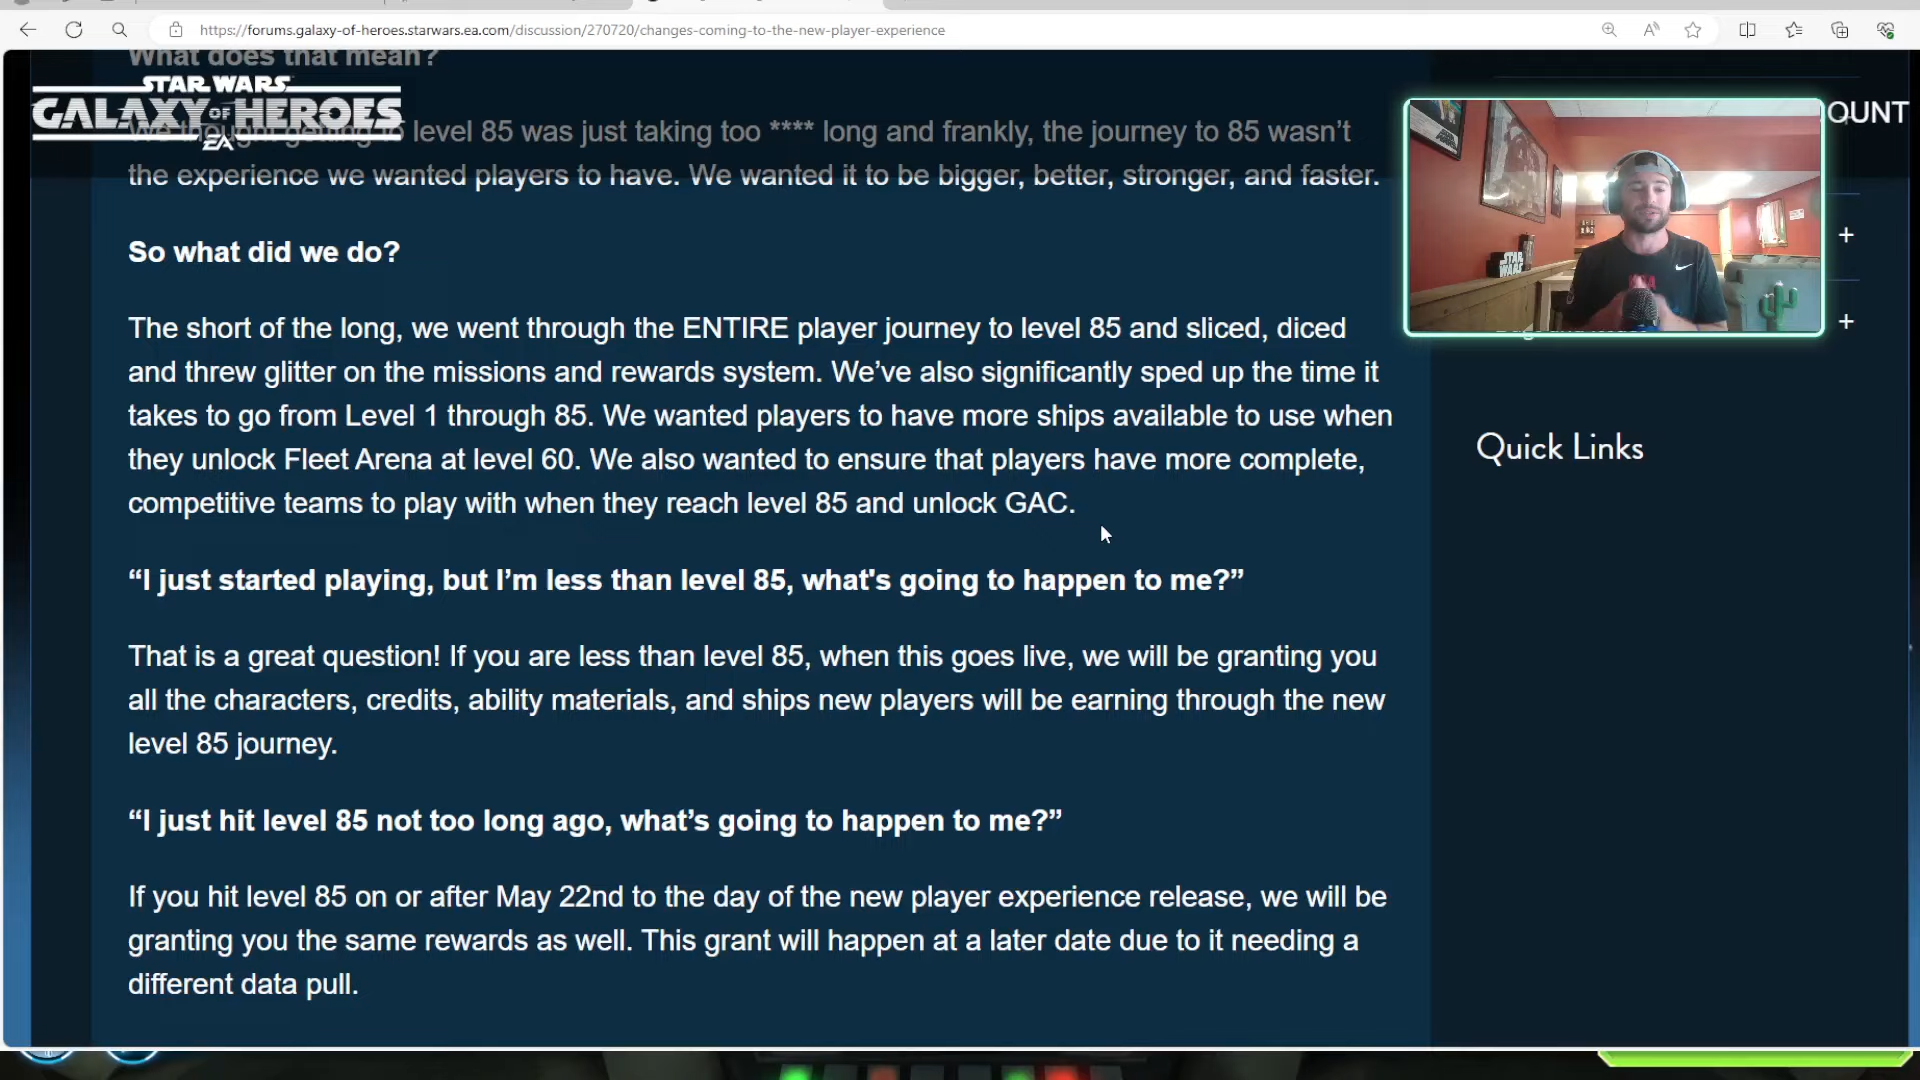 https://forums.galaxy-of-heroes.starwars.ea.com/discussion/270720/changes-coming-to-the-new-player-experience
What does that mean?
STAR WARS
GALAXY OF HEROES
EA
OUNT
We thought getting to level 85 was just taking too **** long and frankly, the journey to 85 wasn’t
the experience we wanted players to have. We wanted it to be bigger, better, stronger, and faster.
STAR WARS
So what did we do?
The short of the long, we went through the ENTIRE player journey to level 85 and sliced, diced
and threw glitter on the missions and rewards system. We’ve also significantly sped up the time it
takes to go from Level 1 through 85. We wanted players to have more ships available to use when
they unlock Fleet Arena at level 60. We also wanted to ensure that players have more complete,
competitive teams to play with when they reach level 85 and unlock GAC.
Quick Links
“I just started playing, but I’m less than level 85, what's going to happen to me?”
That is a great question! If you are less than level 85, when this goes live, we will be granting you
all the characters, credits, ability materials, and ships new players will be earning through the new
level 85 journey.
“I just hit level 85 not too long ago, what’s going to happen to me?”
If you hit level 85 on or after May 22nd to the day of the new player experience release, we will be
granting you the same rewards as well. This grant will happen at a later date due to it needing a
different data pull.